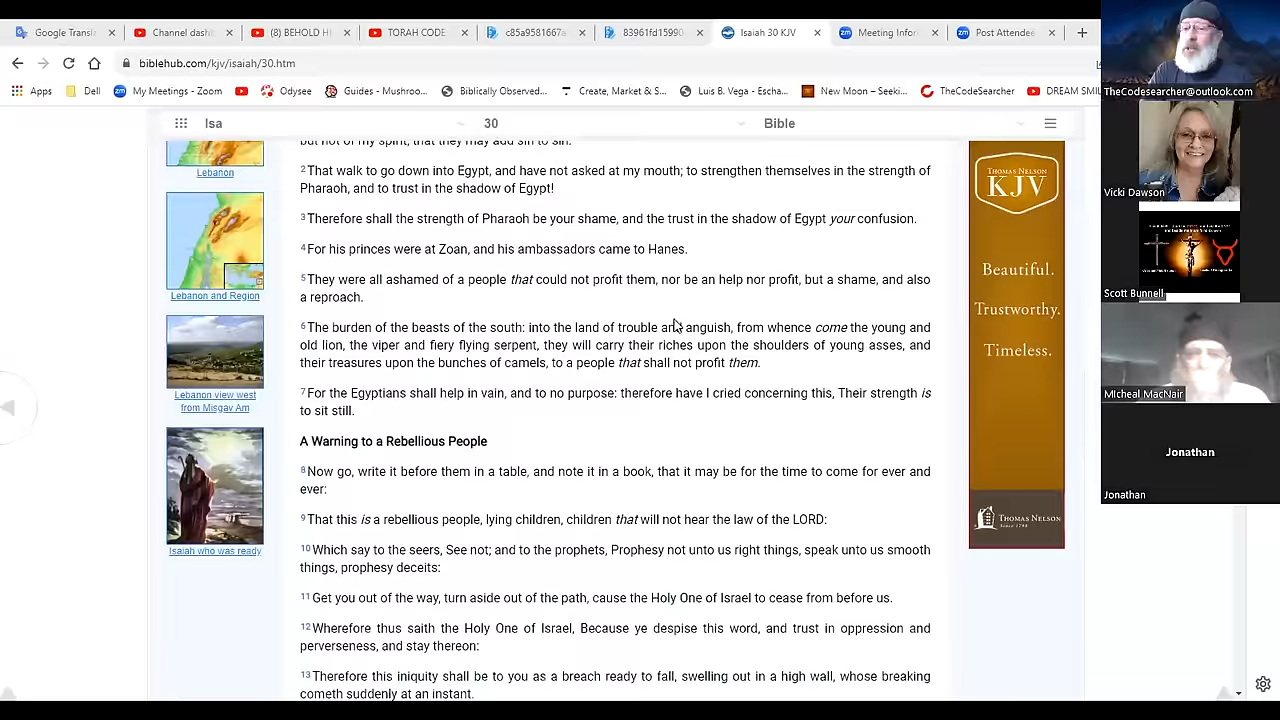 Google Transla
Channel dashb
(8) BEHOLD H
TORAH CODE
c85a9581667a
83961fd15990
Isaiah 30 KJV
Meeting Infor
Post Attendee
biblehub.com/kjv/isaiah/30.htm
Apps
Dell
My Meetings - Zoom
Odysee
Guides - Mushroo...
Biblically Observed...
Create, Market & S...
Luis B. Vega - Escha...
New Moon – Seeki...
TheCodeSearcher
DREAM SMIL
Isa
30
Bible
but not of my spirit, that they may add sin to sin:
2 That walk to go down into Egypt, and have not asked at my mouth; to strengthen themselves in the strength of
Pharaoh, and to trust in the shadow of Egypt!
3 Therefore shall the strength of Pharaoh be your shame, and the trust in the shadow of Egypt your confusion.
4 For his princes were at Zoan, and his ambassadors came to Hanes.
5 They were all ashamed of a people that could not profit them, nor be an help nor profit, but a shame, and also
a reproach.
6 The burden of the beasts of the south: into the land of trouble and anguish, from whence come the young and
old lion, the viper and fiery flying serpent, they will carry their riches upon the shoulders of young asses, and
their treasures upon the bunches of camels, to a people that shall not profit them.
7 For the Egyptians shall help in vain, and to no purpose: therefore have I cried concerning this, Their strength is
to sit still.
A Warning to a Rebellious People
8 Now go, write it before them in a table, and note it in a book, that it may be for the time to come for ever and
ever:
9 That this is a rebellious people, lying children, children that will not hear the law of the LORD:
10 Which say to the seers, See not; and to the prophets, Prophesy not unto us right things, speak unto us smooth
things, prophesy deceits:
11 Get you out of the way, turn aside out of the path, cause the Holy One of Israel to cease from before us.
12 Wherefore thus saith the Holy One of Israel, Because ye despise this word, and trust in oppression and
perverseness, and stay thereon:
13 Therefore this iniquity shall be to you as a breach ready to fall, swelling out in a high wall, whose breaking
cometh suddenly at an instant.
Lebanon
Lebanon and Region
Lebanon view west
from Misgav Am
Isaiah who was ready
THOMAS NELSON
KJV
Beautiful.
Trustworthy.
Timeless.
THOMAS NELSON
Since 1798
TheCodesearcher@outlook.com
Vicki Dawson
Scott Bunnell
MIcheal MacNair
Jonathan
Jonathan